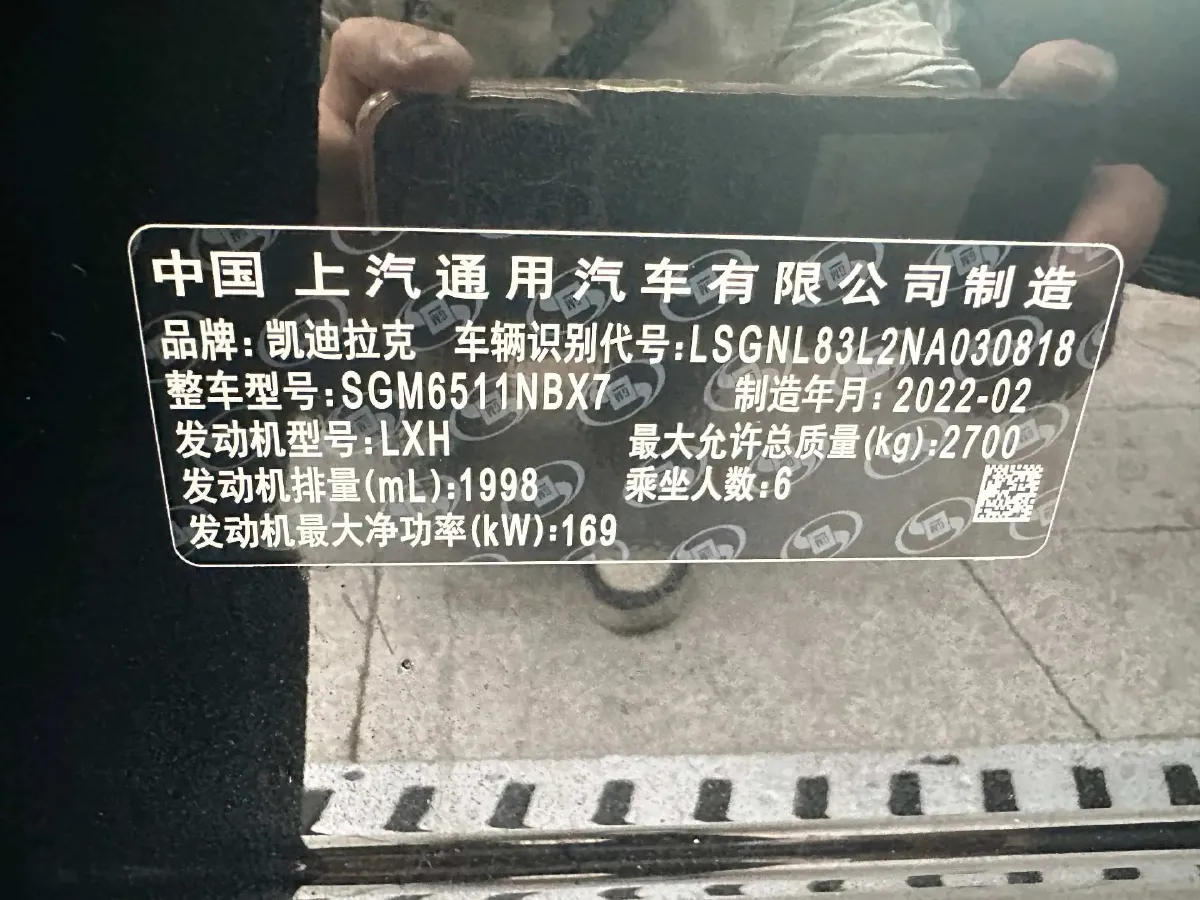 中国 上汽通用汽车有限公司制造
品牌:凯迪拉克 车辆识别代号:LSGNL83L2NA030818
整车型号:SGM6511NBX7 制造年月:2022-02
发动机型号:LXH 最大允许总质量(kg):2700
发动机排量(mL):1998 乘坐人数:6
发动机最大净功率(kW):169